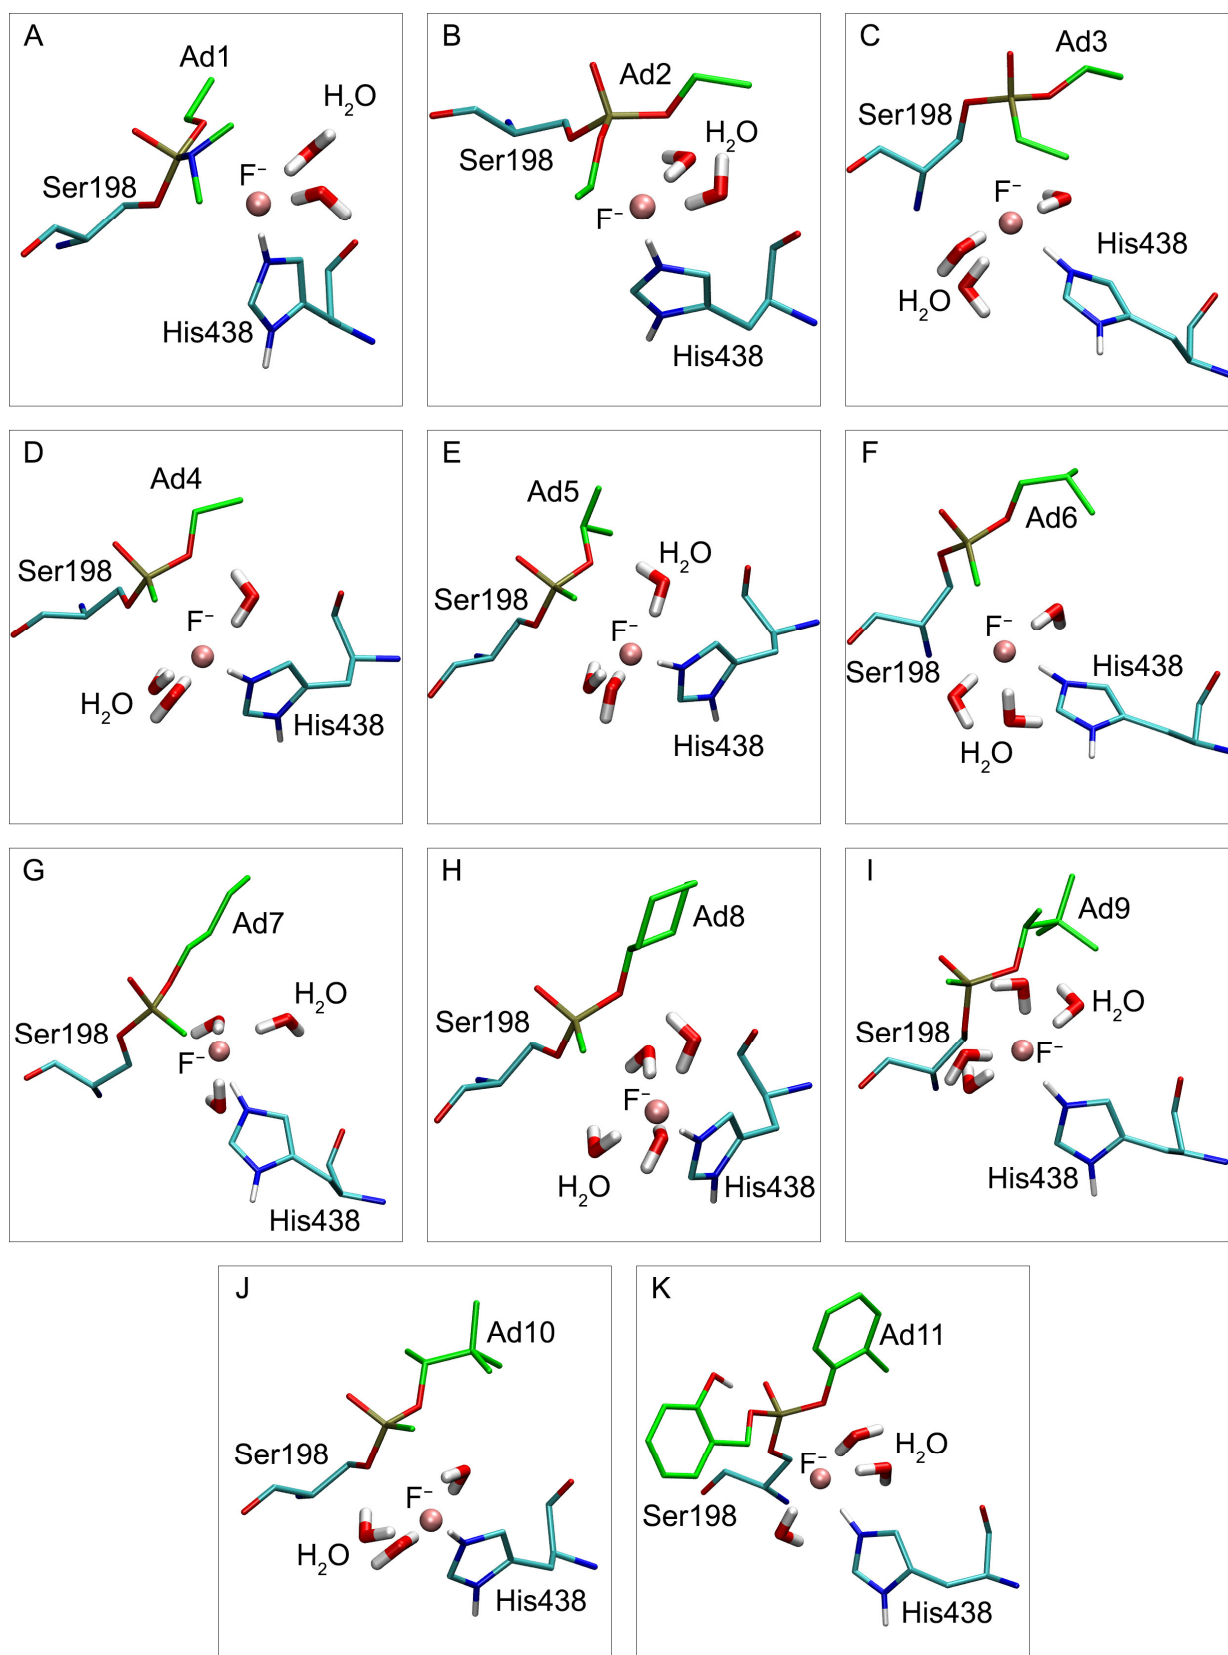 A
Ad1
H₂O
F⁻
Ser198
His438
B
Ad2
H₂O
Ser198
F⁻
His438
C
Ad3
Ser198
F⁻
His438
H₂O
D
Ad4
Ser198
F⁻
H₂O
His438
E
Ad5
H₂O
Ser198
F⁻
His438
F
Ad6
F⁻
Ser198
His438
H₂O
G
Ad7
H₂O
Ser198
F⁻
His438
H
Ad8
Ser198
F⁻
H₂O
His438
I
Ad9
H₂O
Ser198
F⁻
His438
J
Ad10
Ser198
F⁻
H₂O
His438
K
Ad11
H₂O
F⁻
Ser198
His438